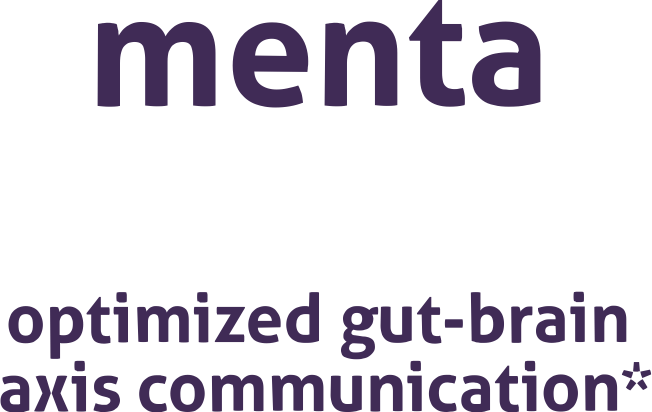 menta
optimized gut-brain
axis communication*